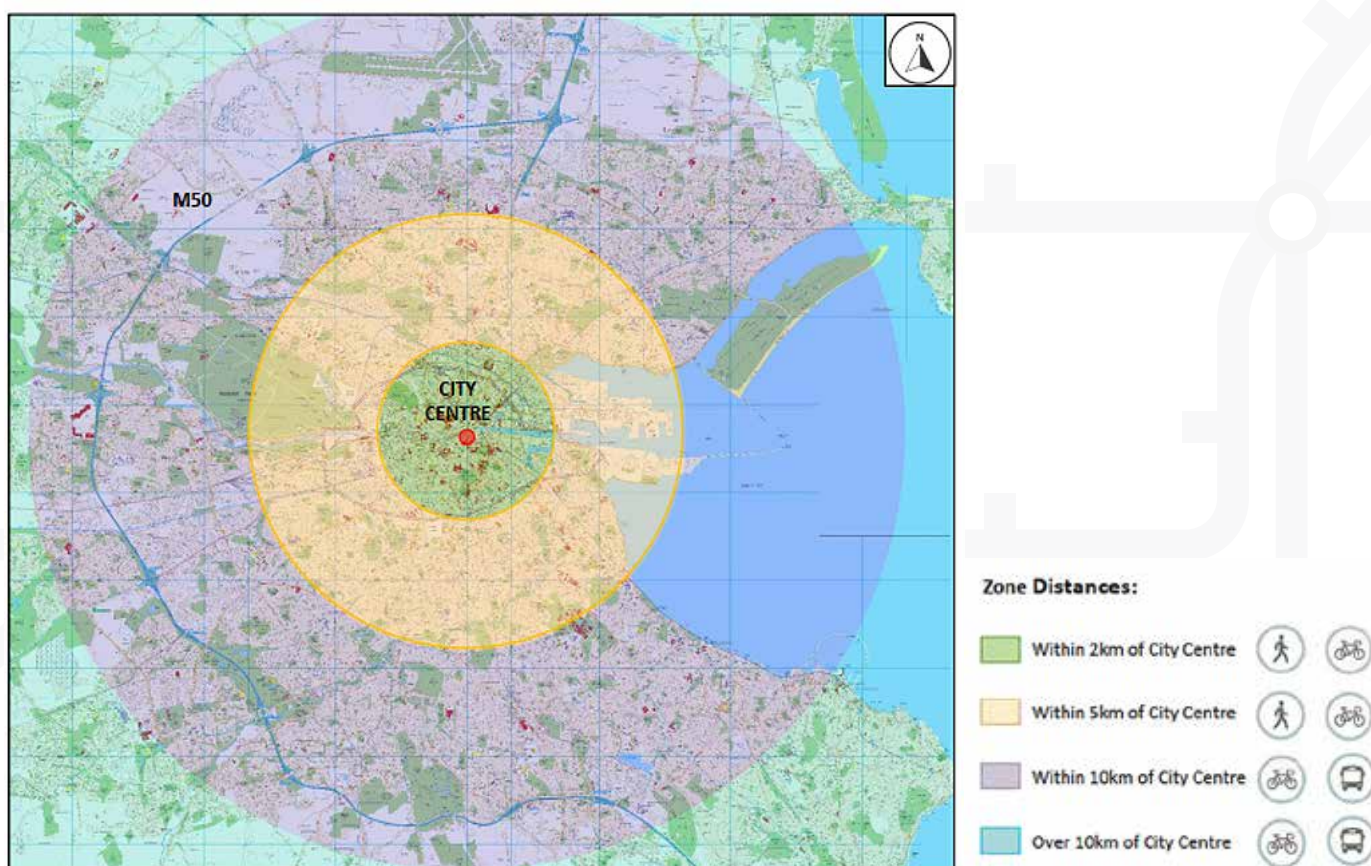 N
M50
CITY
CENTRE
Zone Distances:
Within 2km of City Centre
Within 5km of City Centre
Within 10km of City Centre
Over 10km of City Centre